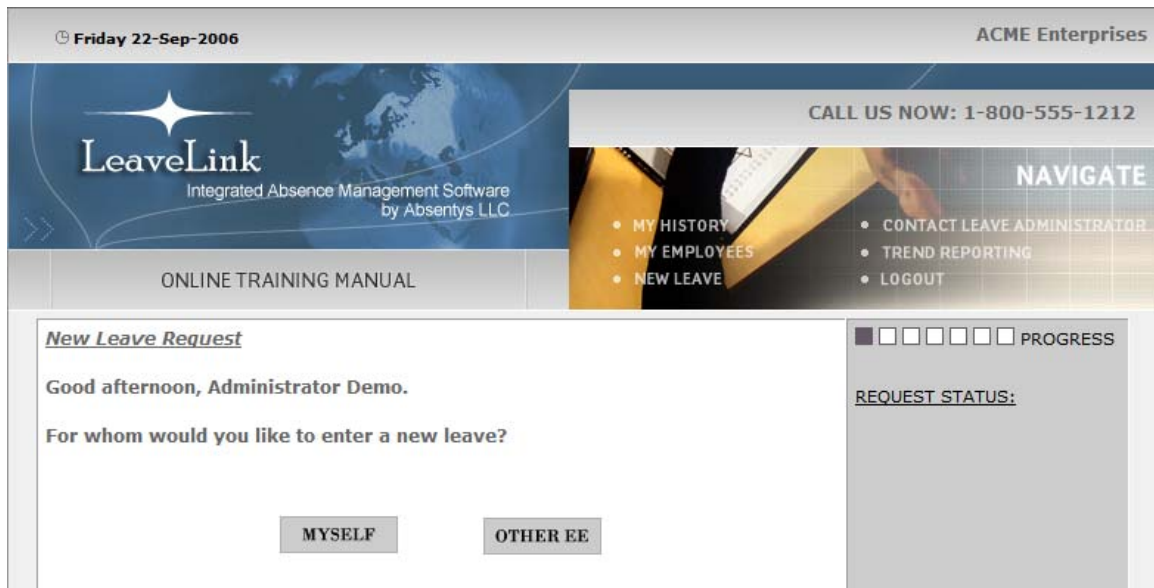 Friday 22-Sep-2006
ACME Enterprises
CALL US NOW: 1-800-555-1212
LeaveLink
Integrated Absence Management Software
by Absentys LLC
NAVIGATE
MY HISTORY
MY EMPLOYEES
NEW LEAVE
CONTACT LEAVE ADMINISTRATOR
TREND REPORTING
LOGOUT
ONLINE TRAINING MANUAL
New Leave Request
Good afternoon, Administrator Demo.
For whom would you like to enter a new leave?
MYSELF
OTHER EE
PROGRESS
REQUEST STATUS: